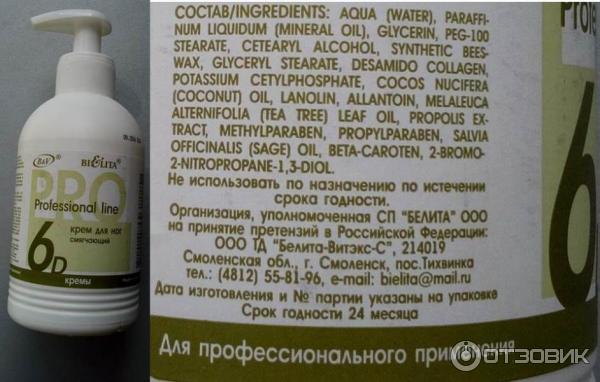 B&V
BIELITA
PRO
Professional line
крем для ног
смягчающий
6D
кремы
СОСТАВ/INGREDIENTS: AQUA (WATER), PARAFFI-
NUM LIQUIDUM (MINERAL OIL), GLYCERIN, PEG-100
STEARATE, CETEARYL ALCOHOL, SYNTHETIC BEES-
WAX, GLYCERYL STEARATE, DESAMIDO COLLAGEN,
POTASSIUM CETYLPHOSPHATE, COCOS NUCIFERA
(COCONUT) OIL, LANOLIN, ALLANTOIN, MELALEUCA
ALTERNIFOLIA (TEA TREE) LEAF OIL, PROPOLIS EX-
TRACT, METHYLPARABEN, PROPYLPARABEN, SALVIA
OFFICINALIS (SAGE) OIL, BETA-CAROTEN, 2-BROMO-
2-NITROPROPANE-1,3-DIOL.
Не использовать по назначению по истечении
срока годности.
Организация, уполномоченная СП "БЕЛИТА" ООО
на принятие претензий в Российской Федерации:
ООО ТД "Белита-Витэкс-С", 214019
Смоленская обл., г. Смоленск, пос.Тихвинка
тел.: (4812) 55-81-96, e-mail: bielita@mail.ru
Дата изготовления и № партии указаны на упаковке
Срок годности 24 месяца
Для профессионального применения
Profe
6
ОТЗОВИК